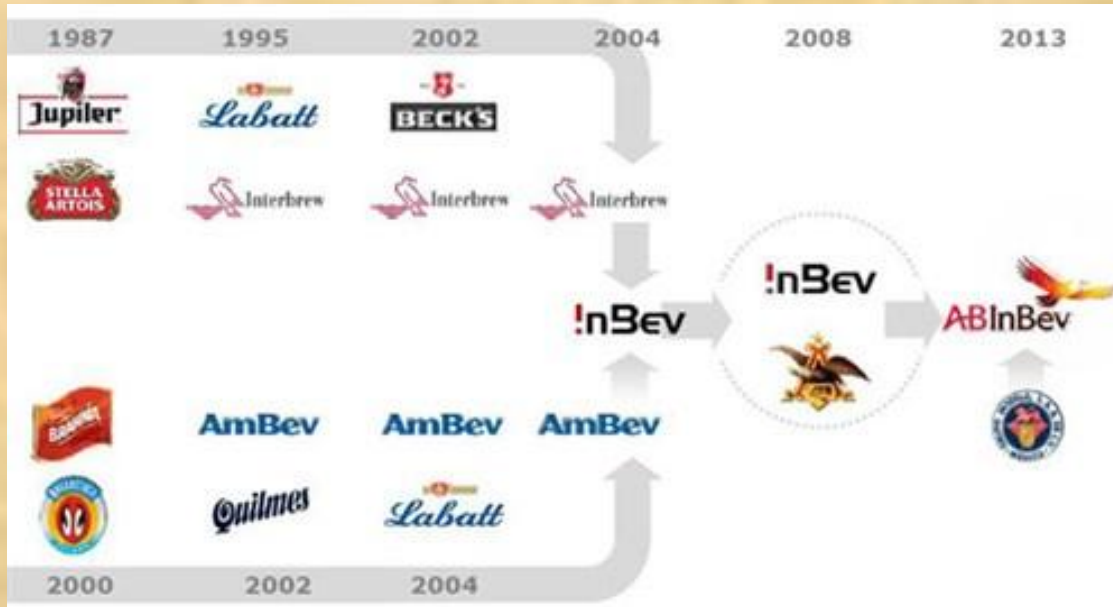 1987 1995 2002 2004 2008 2013
Jupiler Labatt BECK'S
STELLA ARTOIS Interbrew Interbrew Interbrew
InBev
InBev ABInBev
BRAHMA AmBev AmBev AmBev
Quilmes Labatt
2000 2002 2004